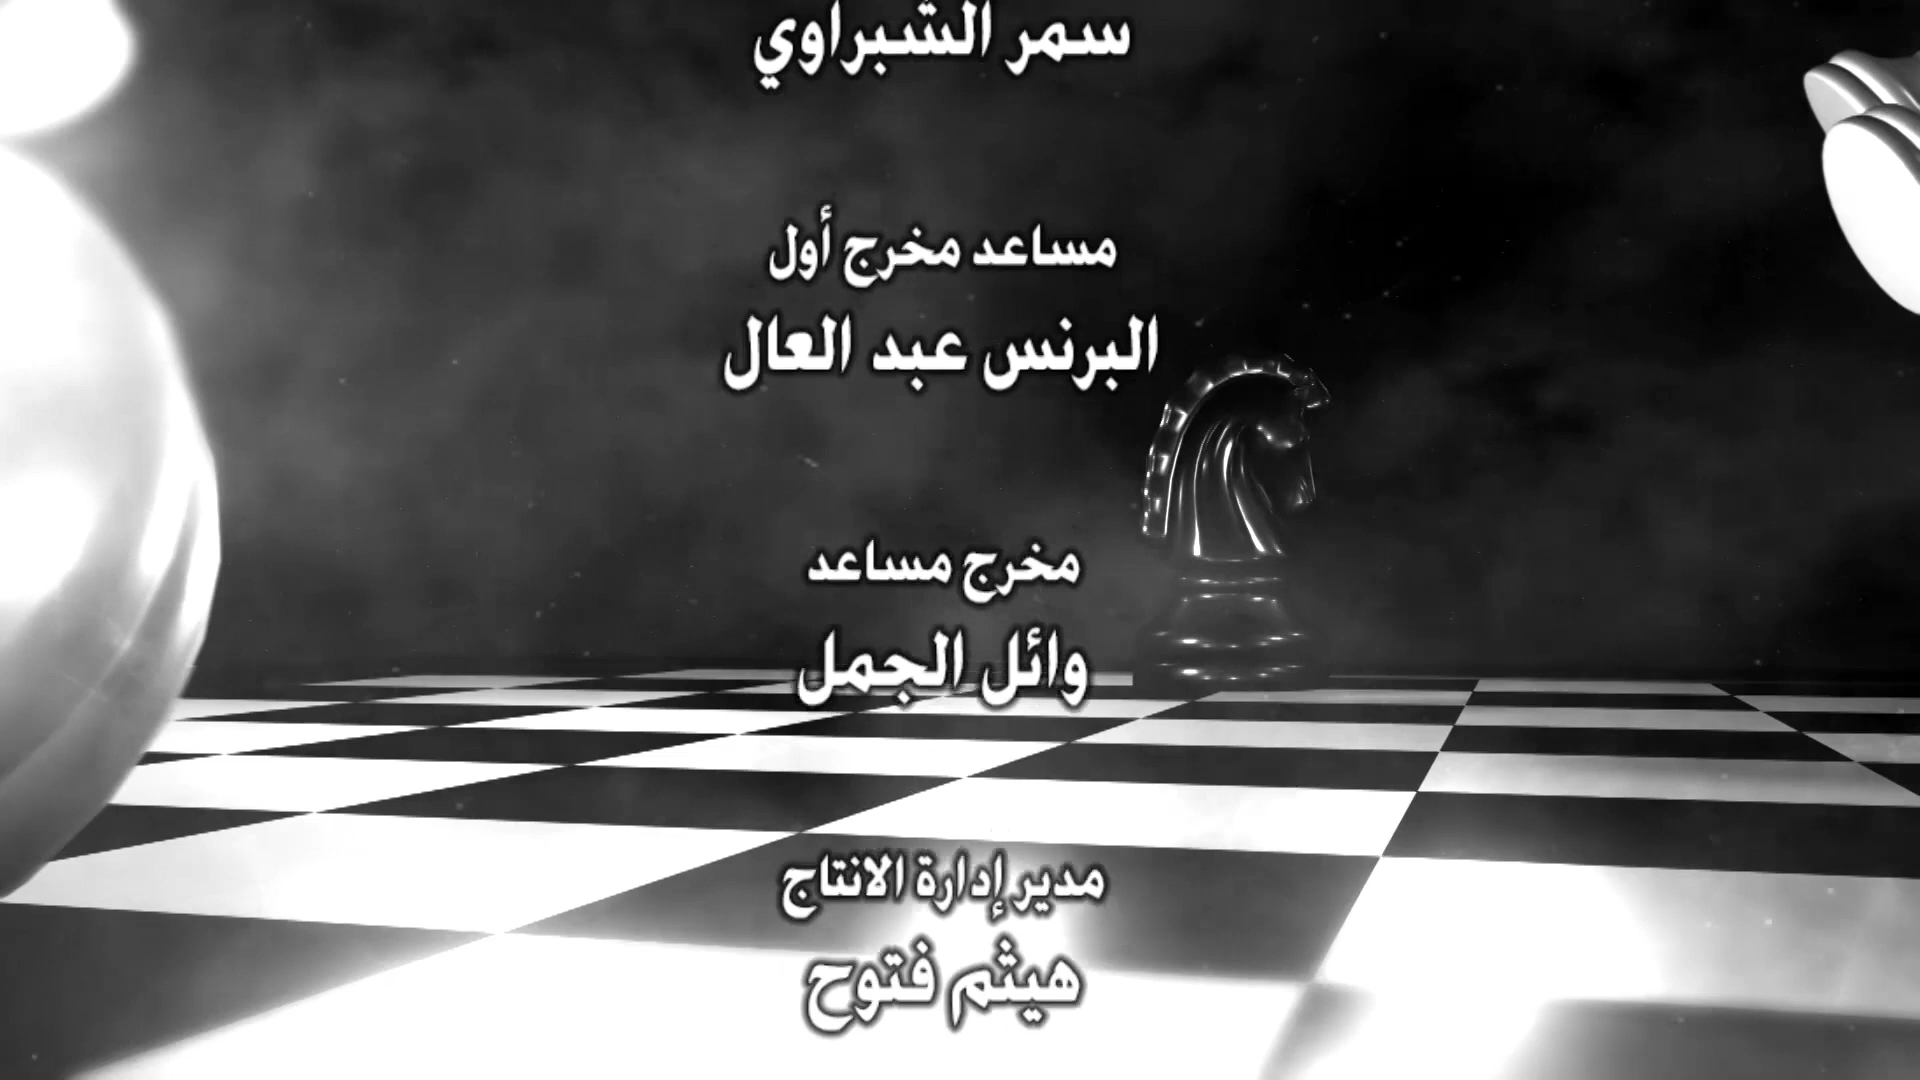 سمر الشبراوي
مساعد مخرج أول
البرنس عبد العال
مخرج مساعد
وائل الجمل
مدير إدارة الانتاج
هيثم فتوح